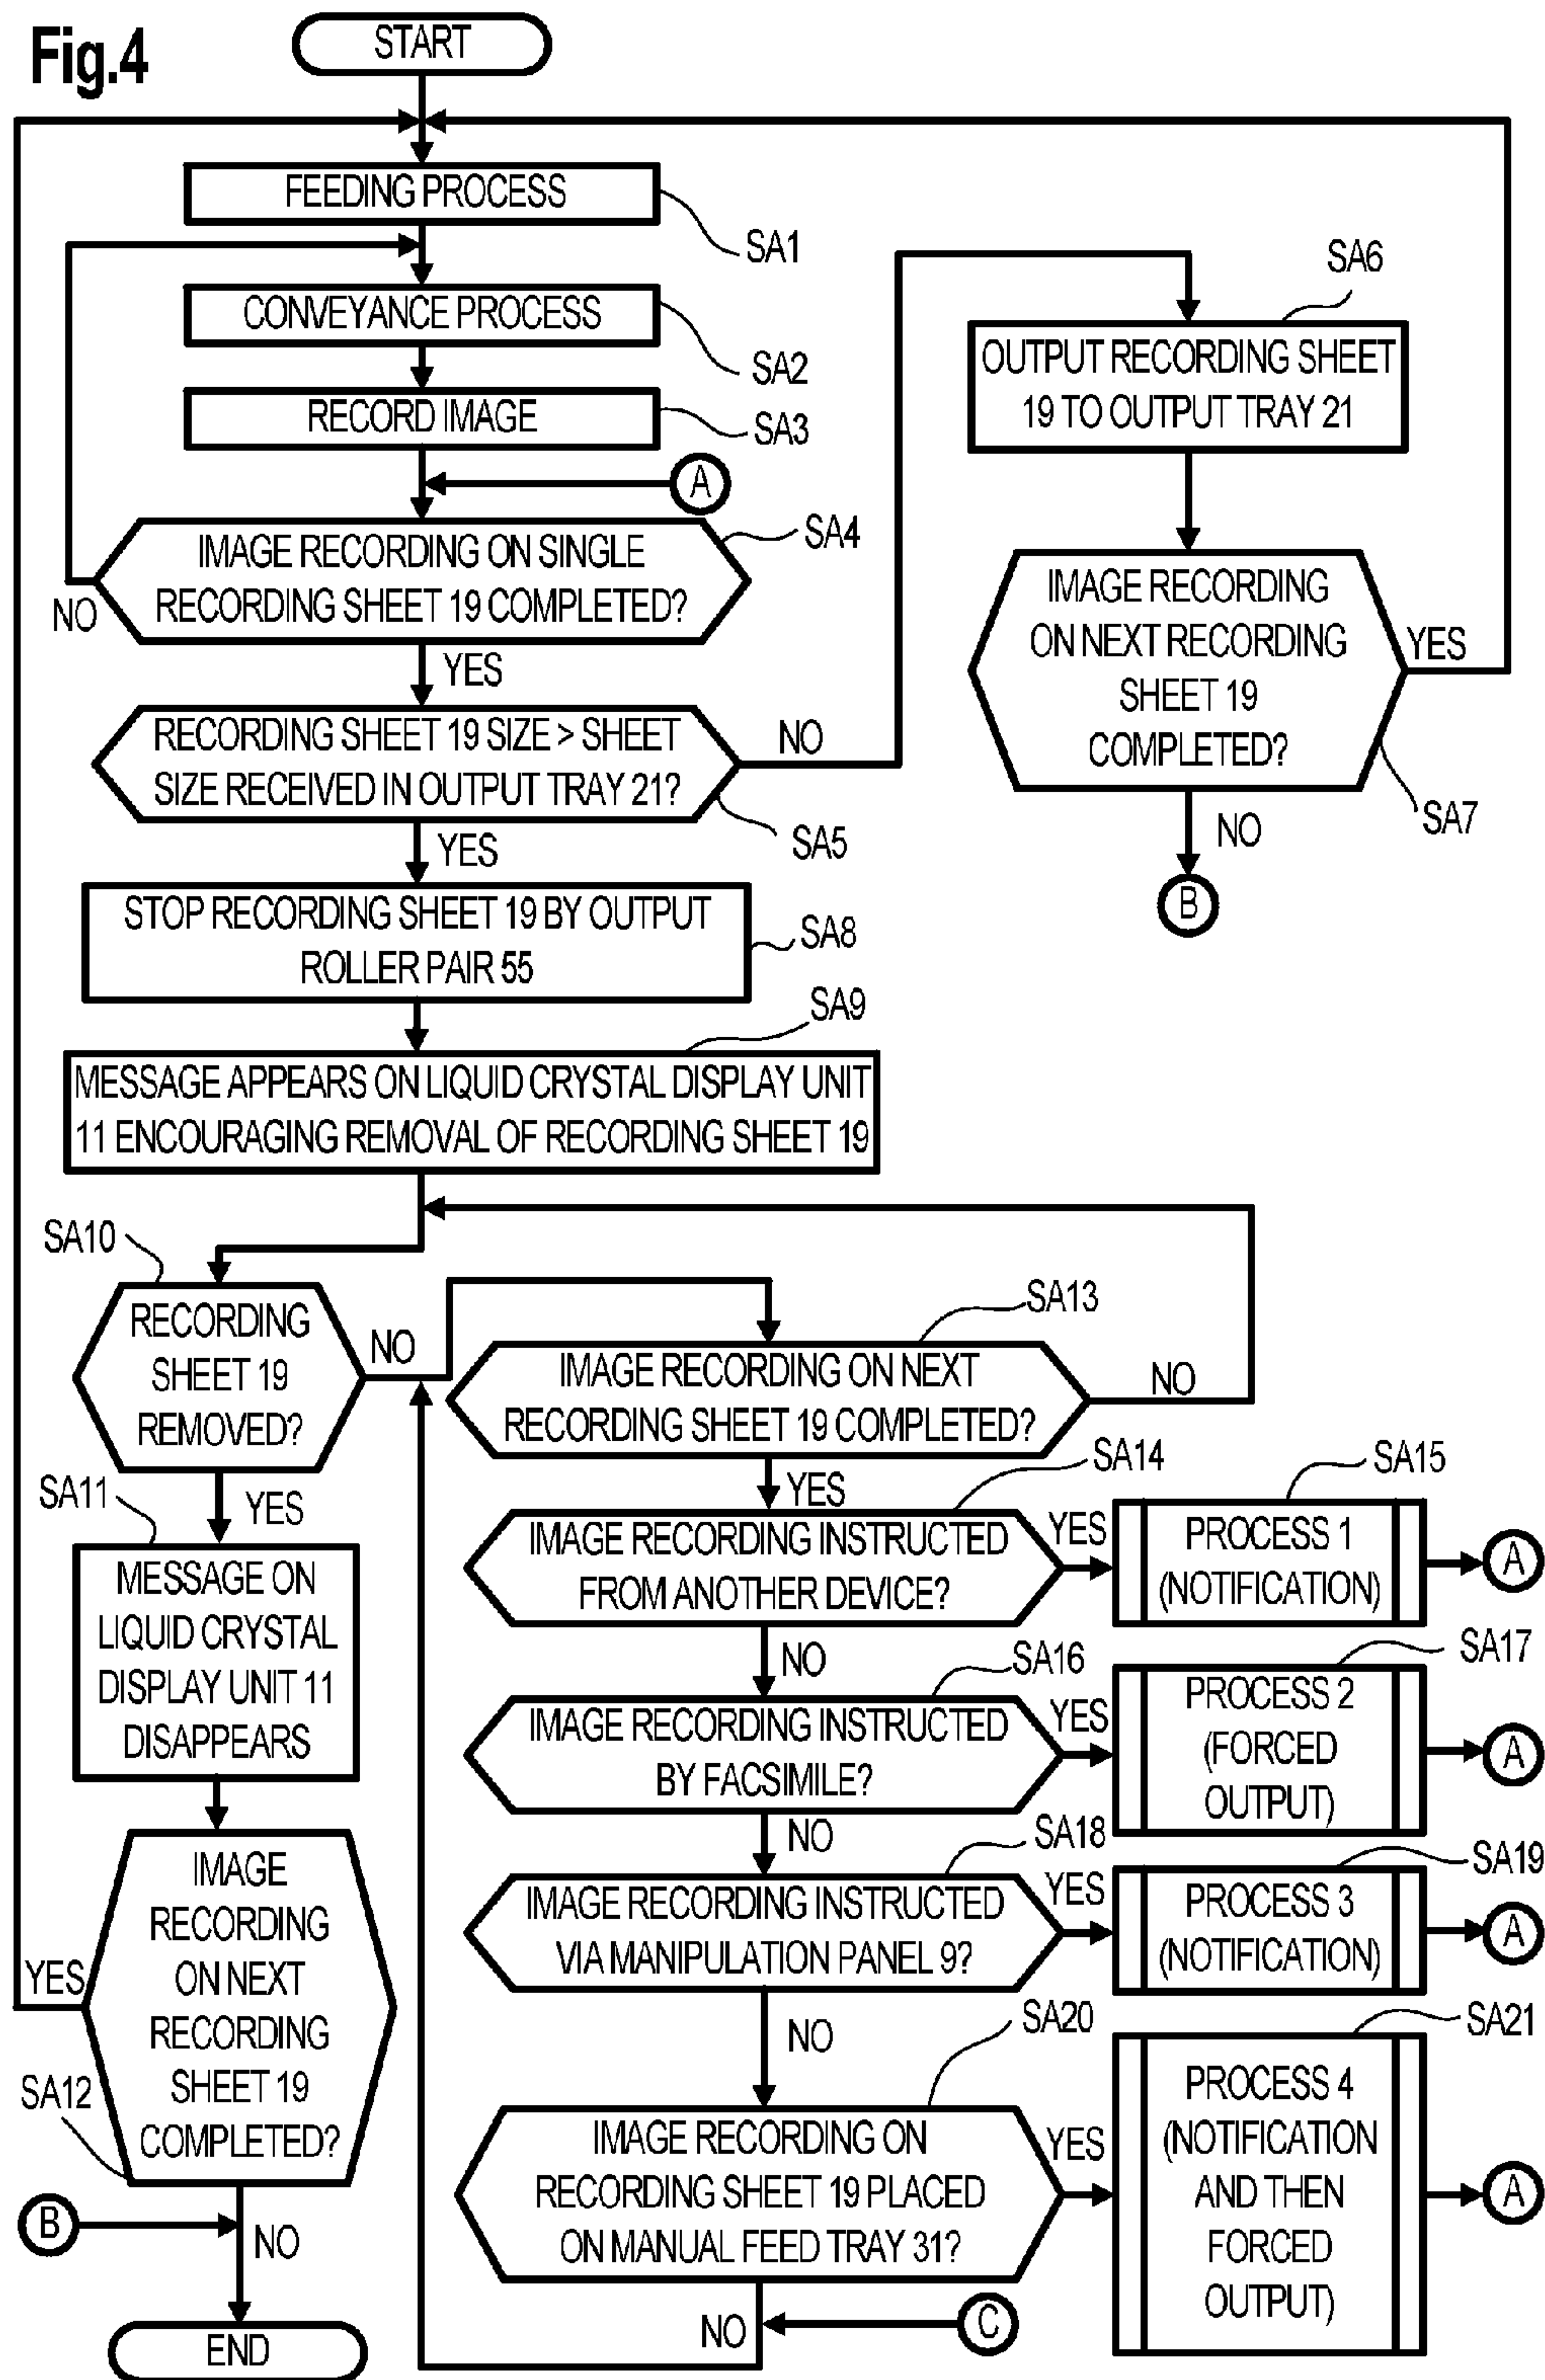 Fig.4
START
FEEDING PROCESS
SA1
CONVEYANCE PROCESS
SA2
RECORD IMAGE
SA3
A
IMAGE RECORDING ON SINGLE
RECORDING SHEET 19 COMPLETED?
SA4
NO
YES
RECORDING SHEET 19 SIZE > SHEET
SIZE RECEIVED IN OUTPUT TRAY 21?
SA5
NO
YES
SA6
OUTPUT RECORDING SHEET
19 TO OUTPUT TRAY 21
IMAGE RECORDING
ON NEXT RECORDING
SHEET 19
COMPLETED?
YES
SA7
NO
B
STOP RECORDING SHEET 19 BY OUTPUT
ROLLER PAIR 55
SA8
SA9
MESSAGE APPEARS ON LIQUID CRYSTAL DISPLAY UNIT
11 ENCOURAGING REMOVAL OF RECORDING SHEET 19
SA10
RECORDING
SHEET 19
REMOVED?
NO
YES
SA11
MESSAGE ON
LIQUID CRYSTAL
DISPLAY UNIT 11
DISAPPEARS
IMAGE
RECORDING
ON NEXT
RECORDING
SHEET 19
COMPLETED?
YES
SA12
B
NO
END
SA13
IMAGE RECORDING ON NEXT
RECORDING SHEET 19 COMPLETED?
NO
YES
SA14
IMAGE RECORDING INSTRUCTED
FROM ANOTHER DEVICE?
YES
SA15
PROCESS 1
(NOTIFICATION)
A
NO
SA16
IMAGE RECORDING INSTRUCTED
BY FACSIMILE?
YES
SA17
PROCESS 2
(FORCED
OUTPUT)
A
NO
SA18
IMAGE RECORDING INSTRUCTED
VIA MANIPULATION PANEL 9?
YES
SA19
PROCESS 3
(NOTIFICATION)
A
NO
SA20
IMAGE RECORDING ON
RECORDING SHEET 19 PLACED
ON MANUAL FEED TRAY 31?
YES
SA21
PROCESS 4
(NOTIFICATION
AND THEN
FORCED
OUTPUT)
A
NO
C